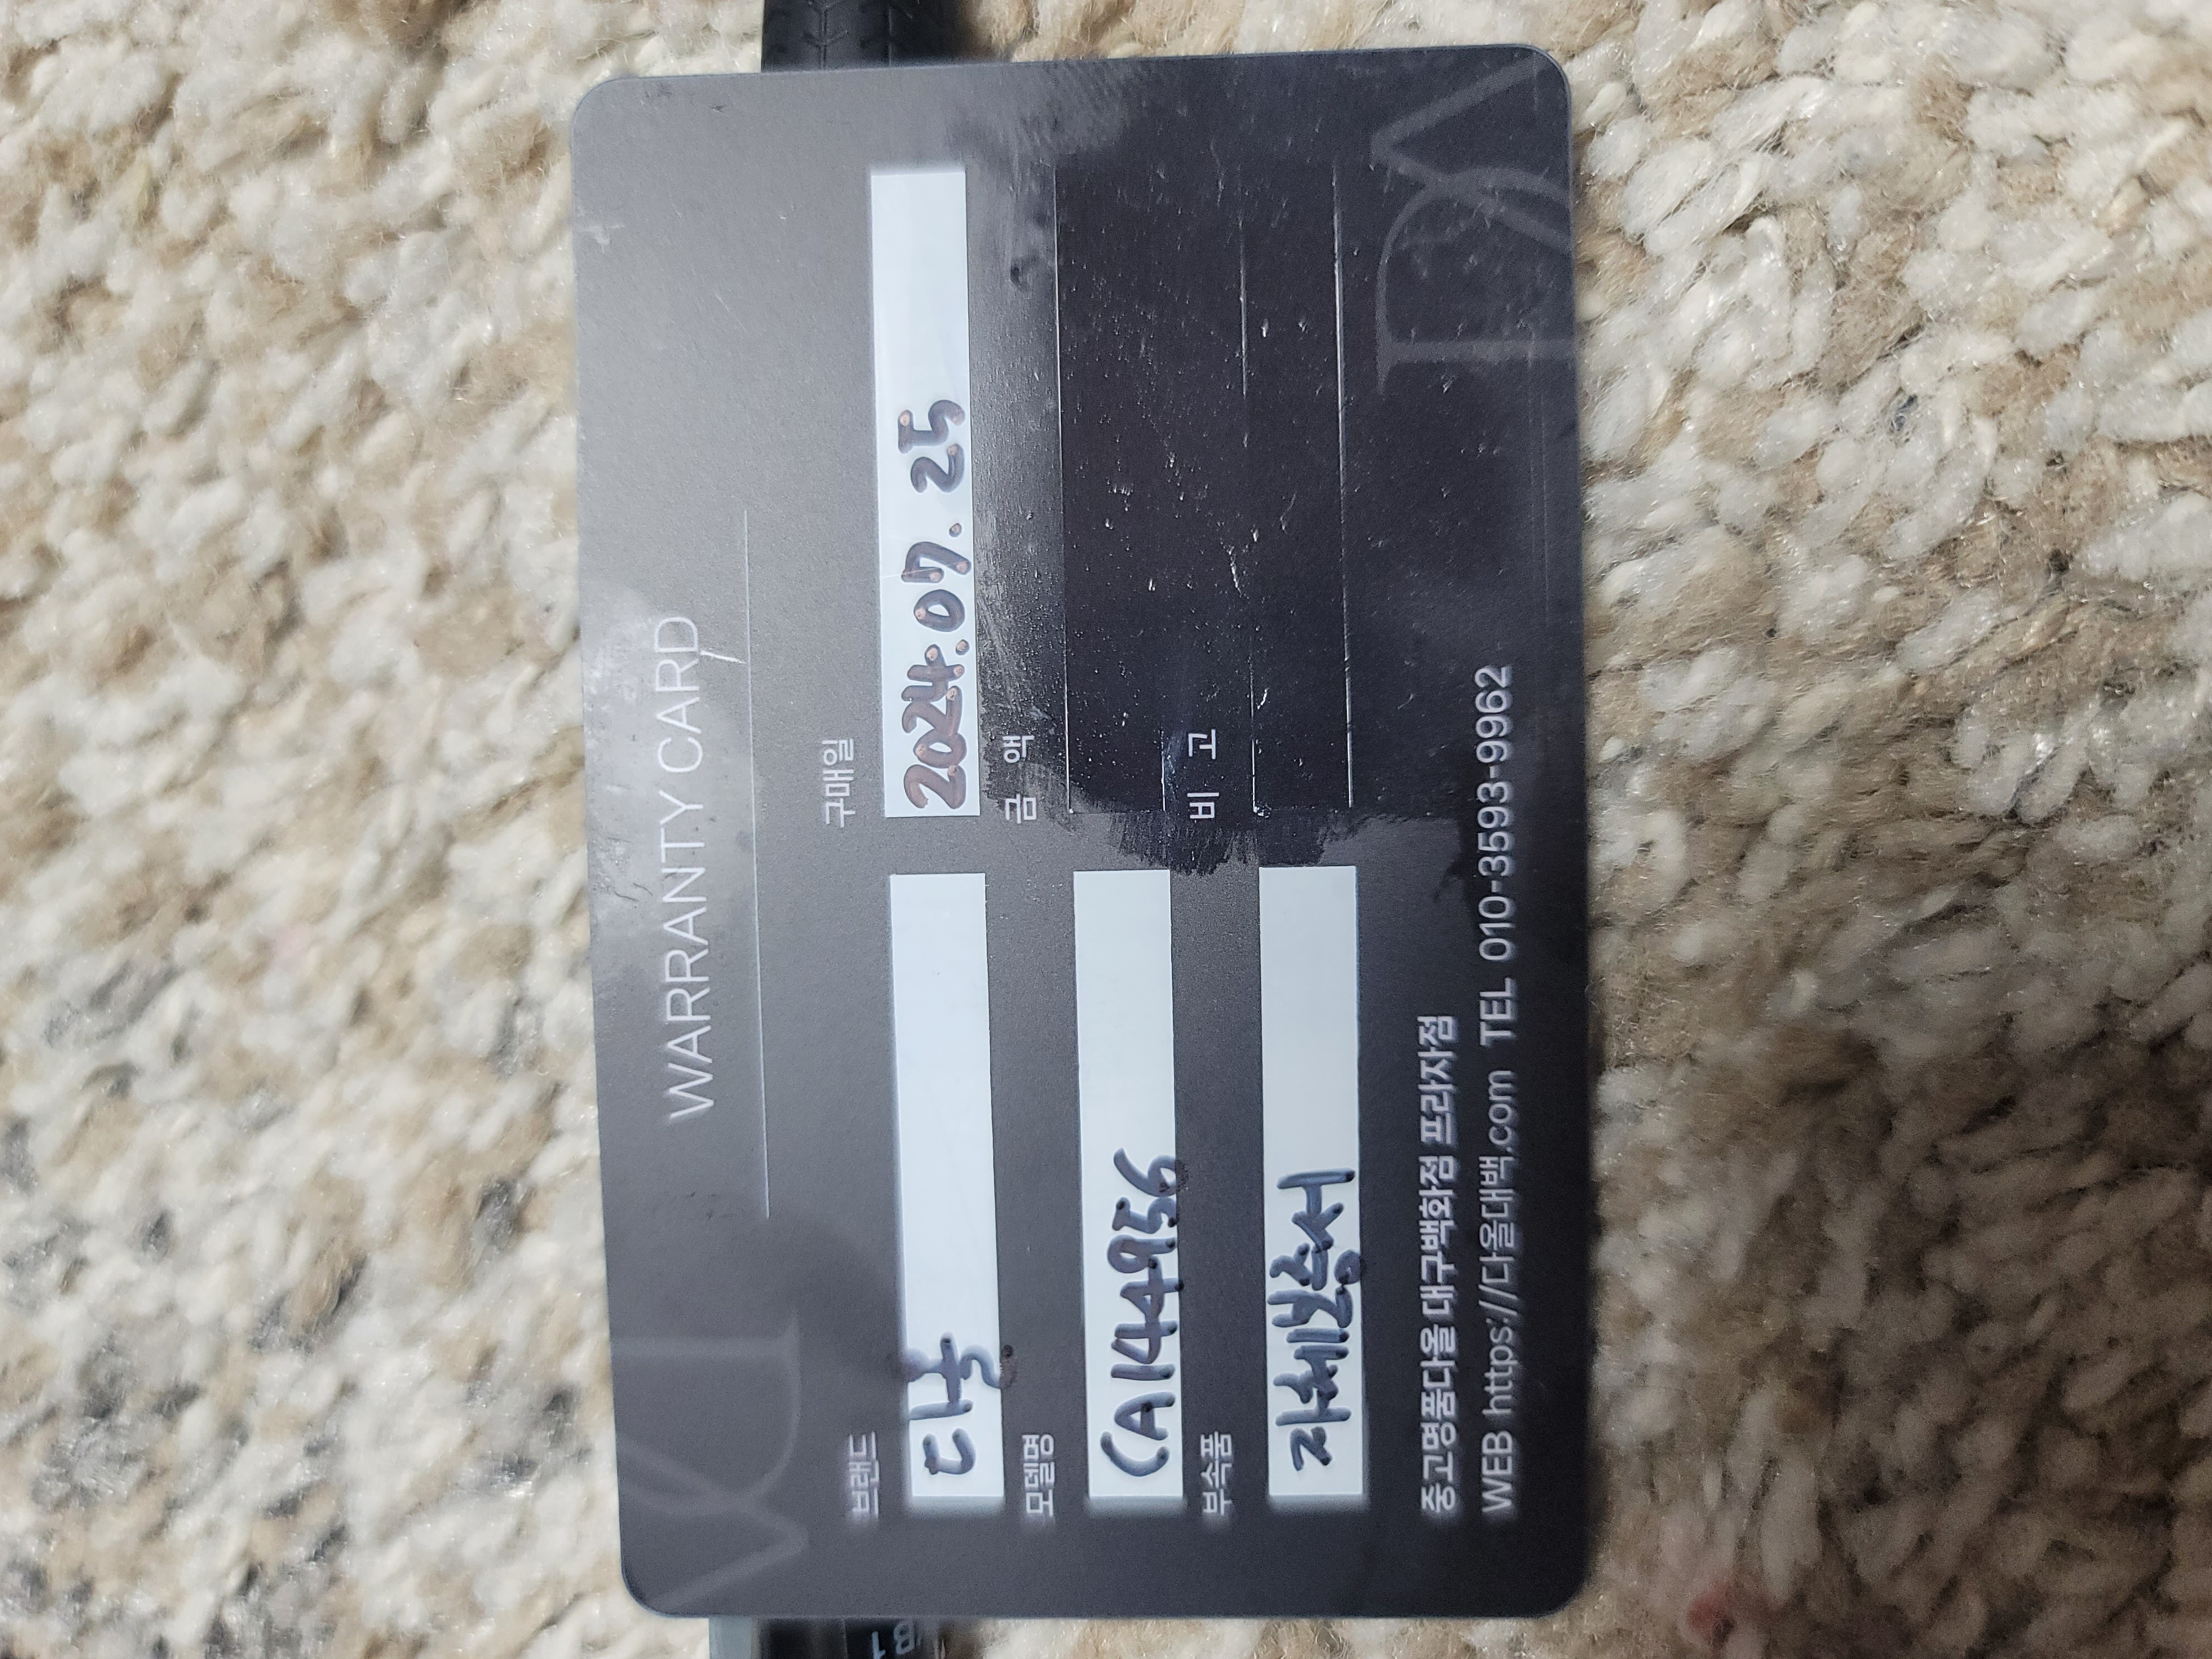 WARRANTY CARD
브랜드
다올
구매일
2024.07.25
모델명
CA144956
금 액
부속품
자체보증서
비 고
중고명품다올 대구백화점 프라자점
WEB https://다올대백.com TEL 010-3593-9962